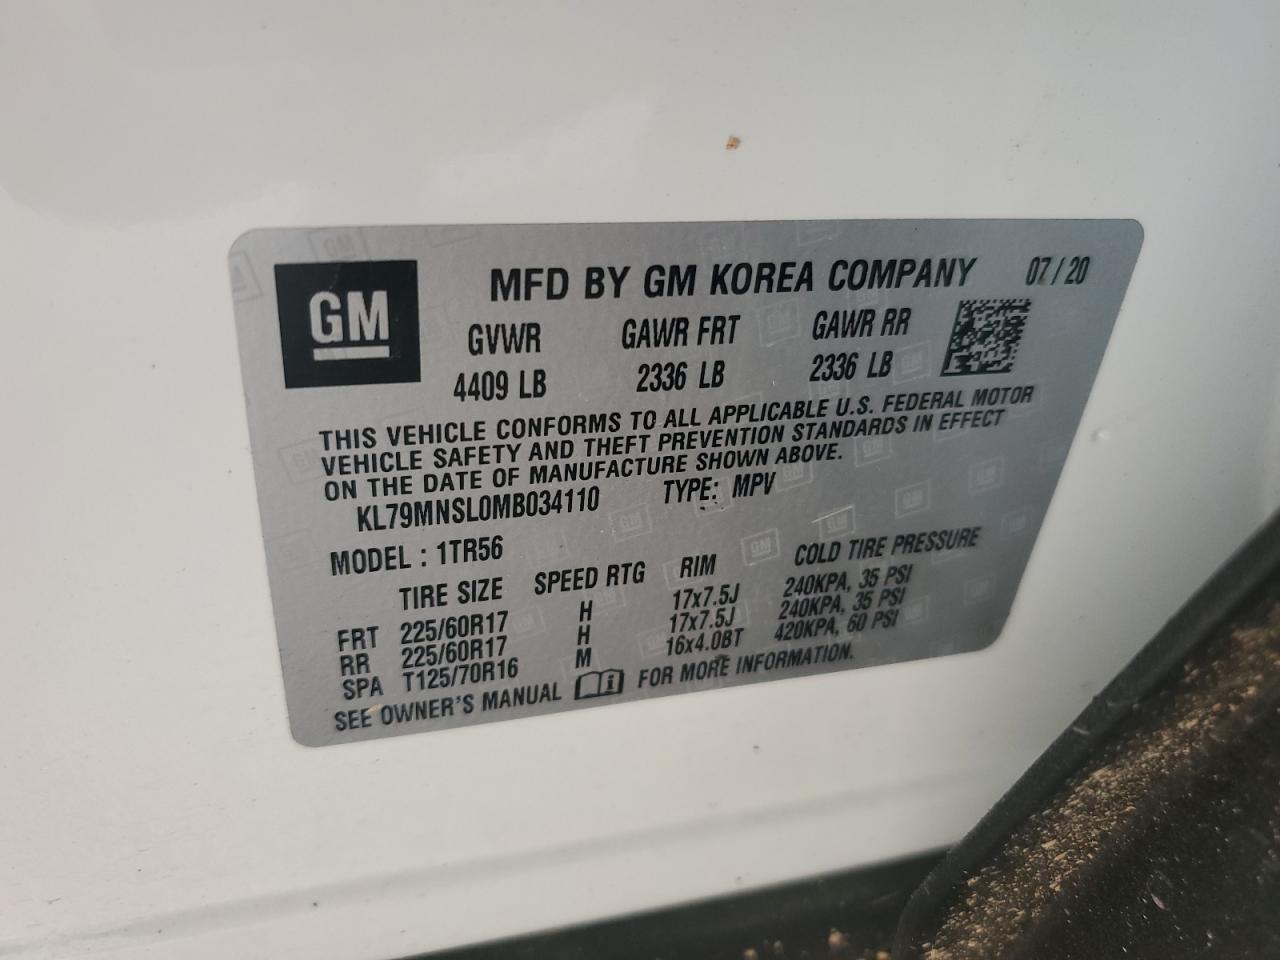 GM
MFD BY GM KOREA COMPANY 07/20
GVWR GAWR FRT GAWR RR
4409 LB 2336 LB 2336 LB
THIS VEHICLE CONFORMS TO ALL APPLICABLE U.S. FEDERAL MOTOR
VEHICLE SAFETY AND THEFT PREVENTION STANDARDS IN EFFECT
ON THE DATE OF MANUFACTURE SHOWN ABOVE.
KL79MNSL0MB034110 TYPE: MPV
MODEL : 1TR56
TIRE SIZE SPEED RTG RIM COLD TIRE PRESSURE
FRT 225/60R17 H 17x7.5J 240KPA, 35 PSI
RR 225/60R17 H 17x7.5J 240KPA, 35 PSI
SPA T125/70R16 M 16x4.0BT 420KPA, 60 PSI
SEE OWNER'S MANUAL i FOR MORE INFORMATION.